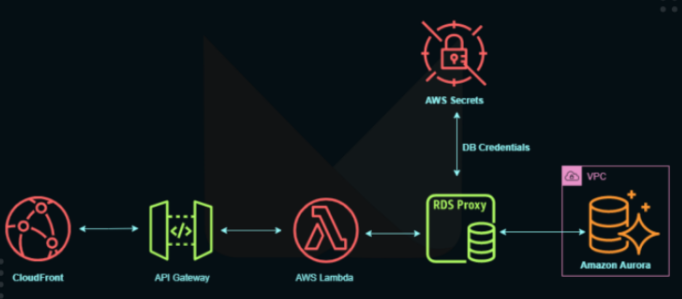 AWS Secrets
DB Credentials
RDS Proxy
VPC
</>
CloudFront
API Gateway
AWS Lambda
Amazon Aurora